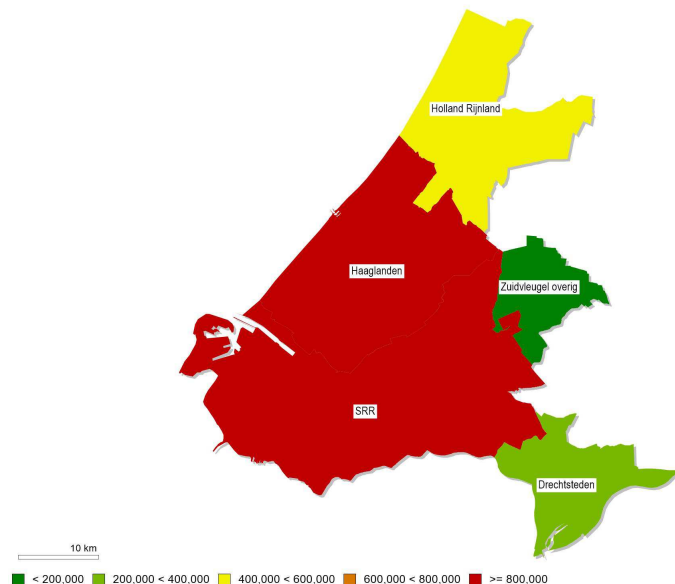 Holland Rijnland
Haaglanden
Zuidvleugel overig
SRR
Drechtsteden
10 km
< 200,000 200,000 < 400,000 400,000 < 600,000 600,000 < 800,000 >= 800,000